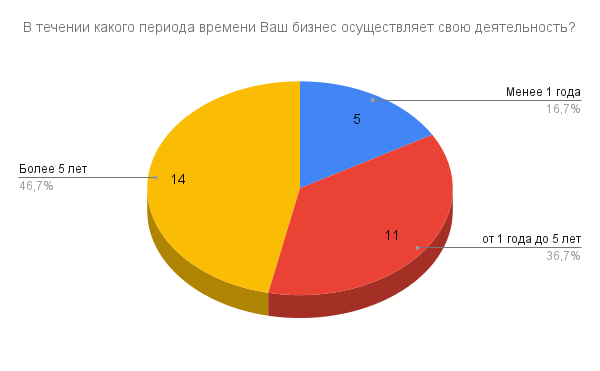 В течении какого периода времени Ваш бизнес осуществляет свою деятельность?
Менее 1 года
16,7%
5
Более 5 лет
46,7%
14
11
от 1 года до 5 лет
36,7%